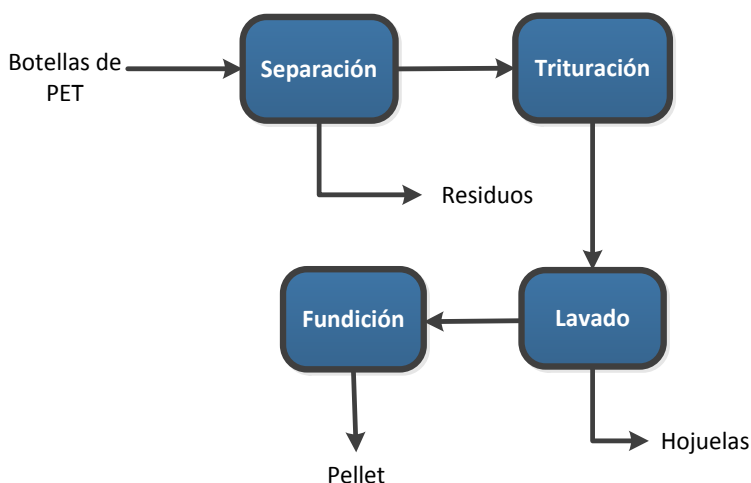 Botellas de
PET
Separación
Trituración
Residuos
Fundición
Lavado
Hojuelas
Pellet